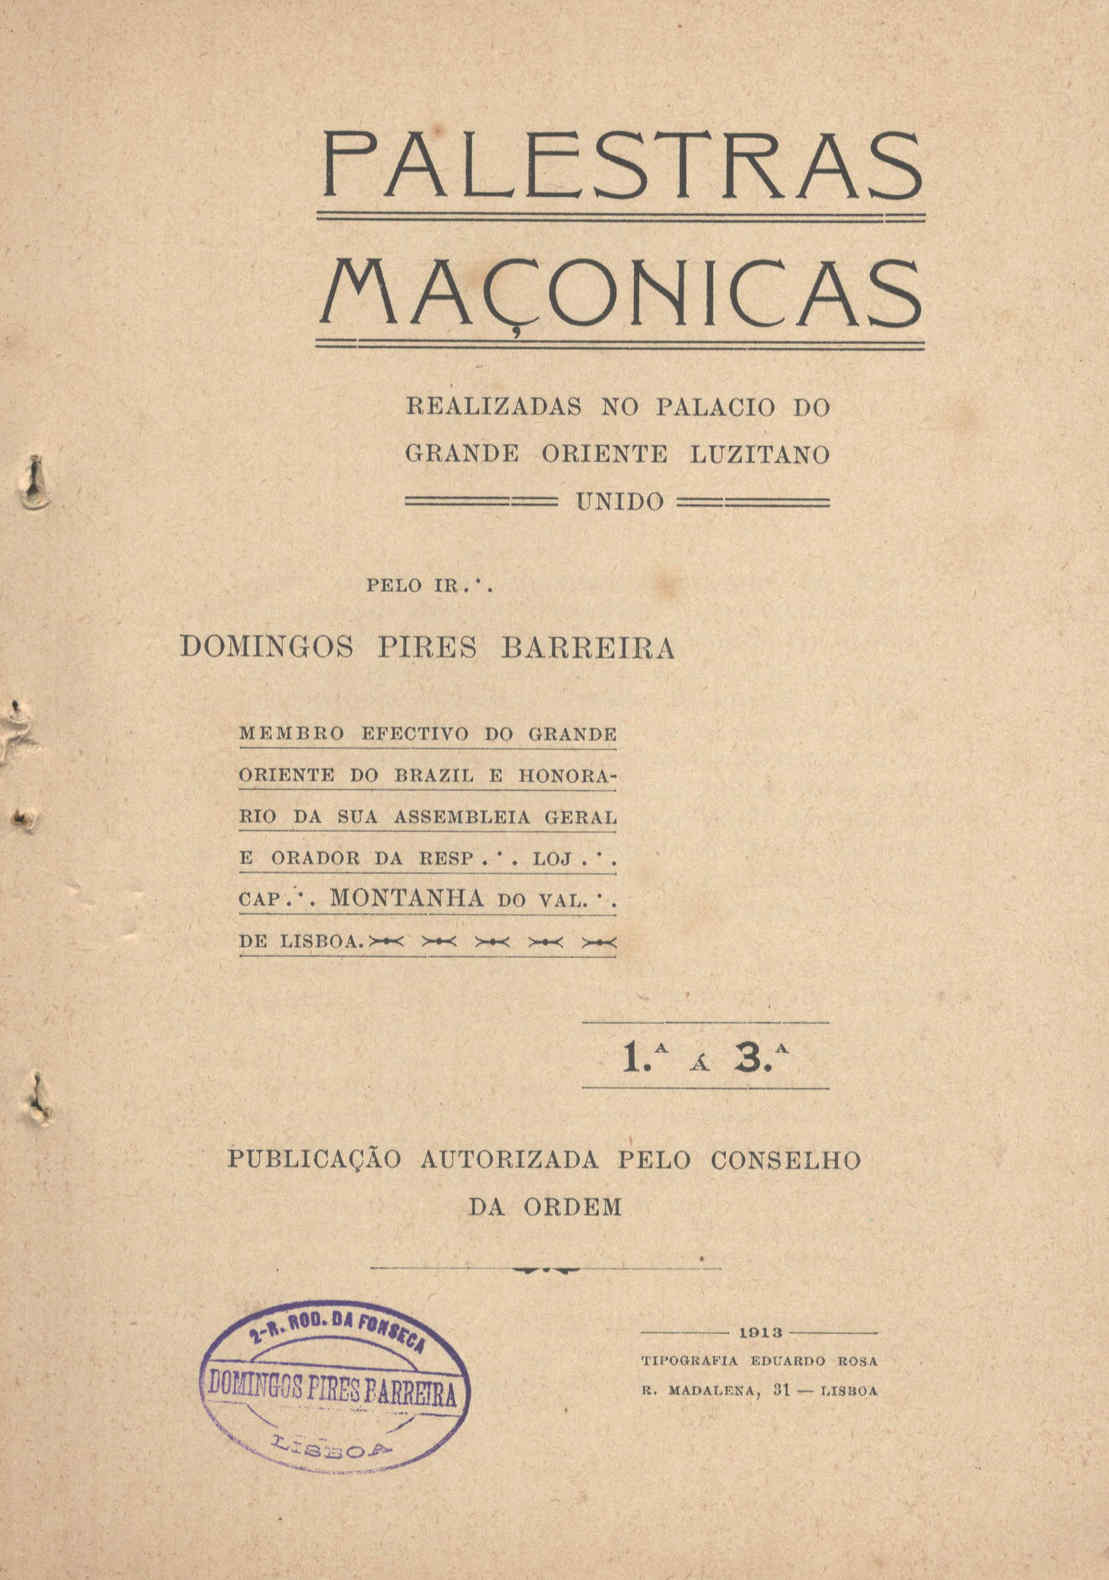 PALESTRAS
MAÇONICAS
REALIZADAS NO PALACIO DO
GRANDE ORIENTE LUZITANO
UNIDO
PELO IR.·.
DOMINGOS PIRES BARREIRA
MEMBRO EFECTIVO DO GRANDE
ORIENTE DO BRAZIL E HONORA-
RIO DA SUA ASSEMBLEIA GERAL
E ORADOR DA RESP.·. LOJ.·.
CAP.·. MONTANHA DO VAL.·.
DE LISBOA.
1.ª Á 3.ª
PUBLICAÇÃO AUTORIZADA PELO CONSELHO
DA ORDEM
1913
TIPOGRAFIA EDUARDO ROSA
R. MADALENA, 31 — LISBOA
2-R. ROD. DA FONSECA
DOMINGOS PIRES BARREIRA
LISBOA